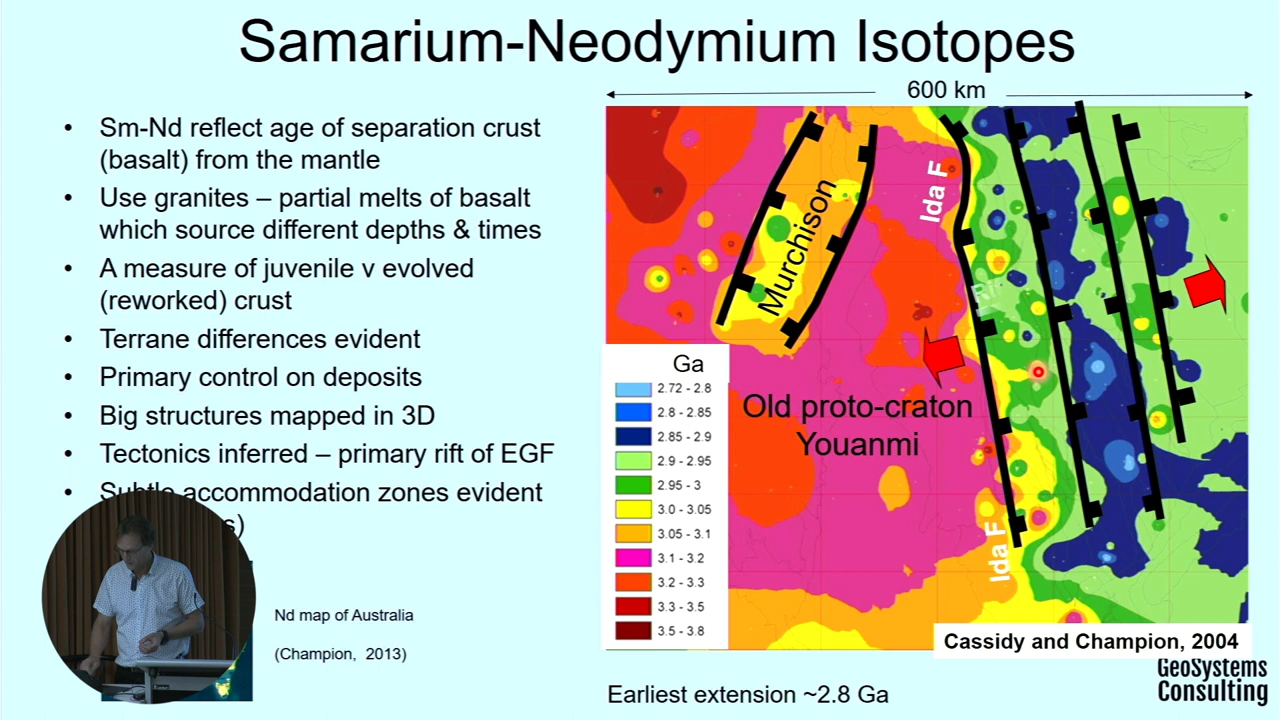 Samarium-Neodymium Isotopes
• Sm-Nd reflect age of separation crust
(basalt) from the mantle
• Use granites – partial melts of basalt
which source different depths & times
• A measure of juvenile v evolved
(reworked) crust
• Terrane differences evident
• Primary control on deposits
• Big structures mapped in 3D
• Tectonics inferred – primary rift of EGF
• Subtle accommodation zones evident
s)
Nd map of Australia
(Champion, 2013)
600 km
Murchison
Ida F
Old proto-craton
Youanmi
Ida F
Ga
2.72 - 2.8
2.8 - 2.85
2.85 - 2.9
2.9 - 2.95
2.95 - 3
3.0 - 3.05
3.05 - 3.1
3.1 - 3.2
3.2 - 3.3
3.3 - 3.5
3.5 - 3.8
Cassidy and Champion, 2004
Earliest extension ~2.8 Ga
GeoSystems
Consulting